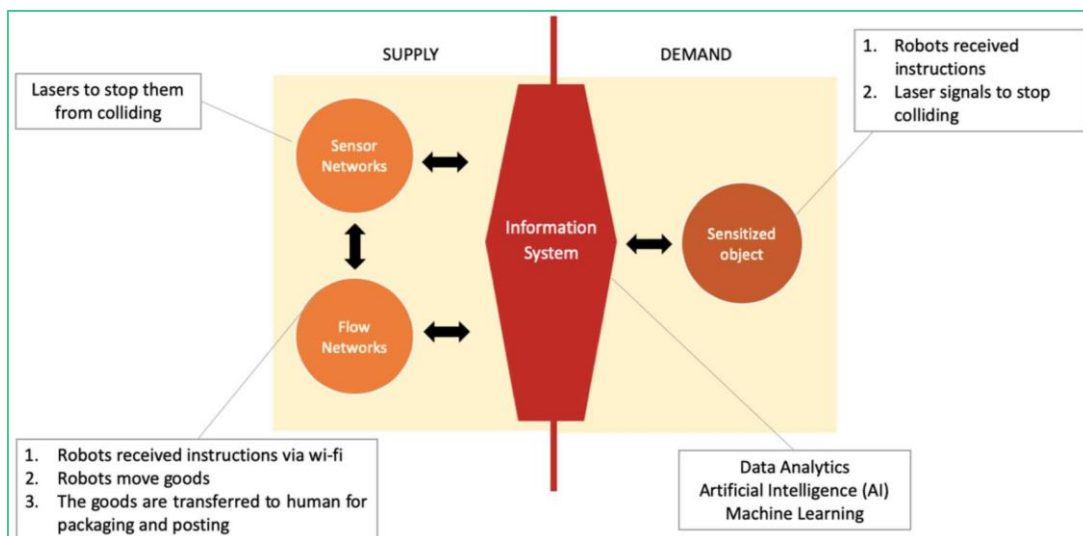 SUPPLY
DEMAND
Lasers to stop them
from colliding
1. Robots received
instructions
2. Laser signals to stop
colliding
Sensor
Networks
Information
System
Sensitized
object
Flow
Networks
1. Robots received instructions via wi-fi
2. Robots move goods
3. The goods are transferred to human for
packaging and posting
Data Analytics
Artificial Intelligence (AI)
Machine Learning